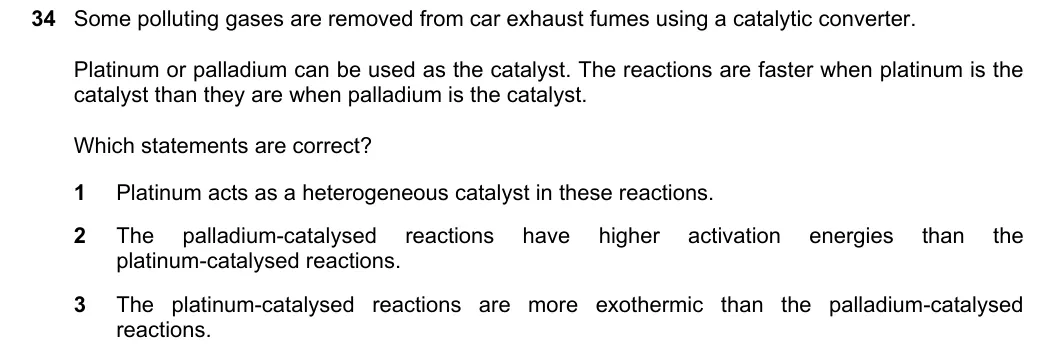 34 Some polluting gases are removed from car exhaust fumes using a catalytic converter.
Platinum or palladium can be used as the catalyst. The reactions are faster when platinum is the
catalyst than they are when palladium is the catalyst.
Which statements are correct?
1 Platinum acts as a heterogeneous catalyst in these reactions.
2 The palladium-catalysed reactions have higher activation energies than the
platinum-catalysed reactions.
3 The platinum-catalysed reactions are more exothermic than the palladium-catalysed
reactions.